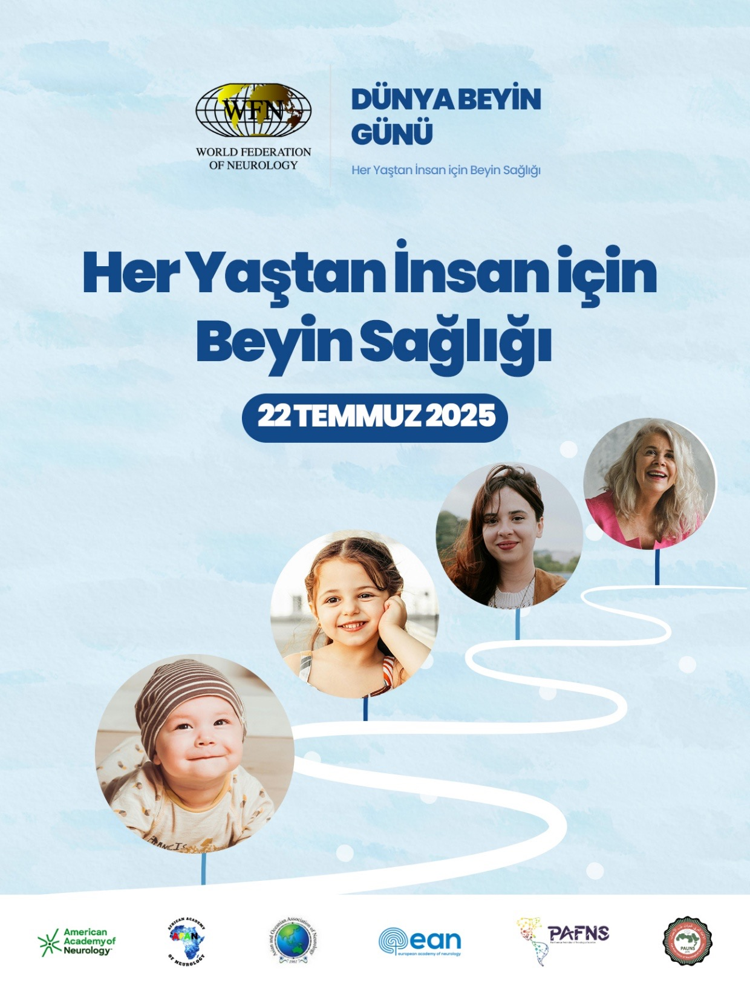 WFN
WORLD FEDERATION
OF NEUROLOGY
DÜNYA BEYİN
GÜNÜ
Her Yaştan İnsan için Beyin Sağlığı
Her Yaştan İnsan için
Beyin Sağlığı
22 TEMMUZ 2025
American
Academy of
Neurology
AFRICAN ACADEMY
AFAN
OF NEUROLOGY
Asian and Oceanian Association of Neurology
1961
ean
european academy of neurology
PAFNS
PAUNS